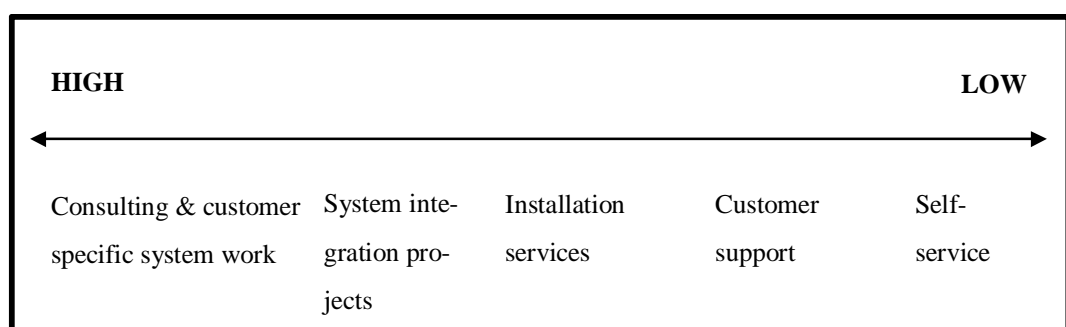 HIGH LOW
Consulting & customer
specific system work
System inte-
gration pro-
jects
Installation
services
Customer
support
Self-
service